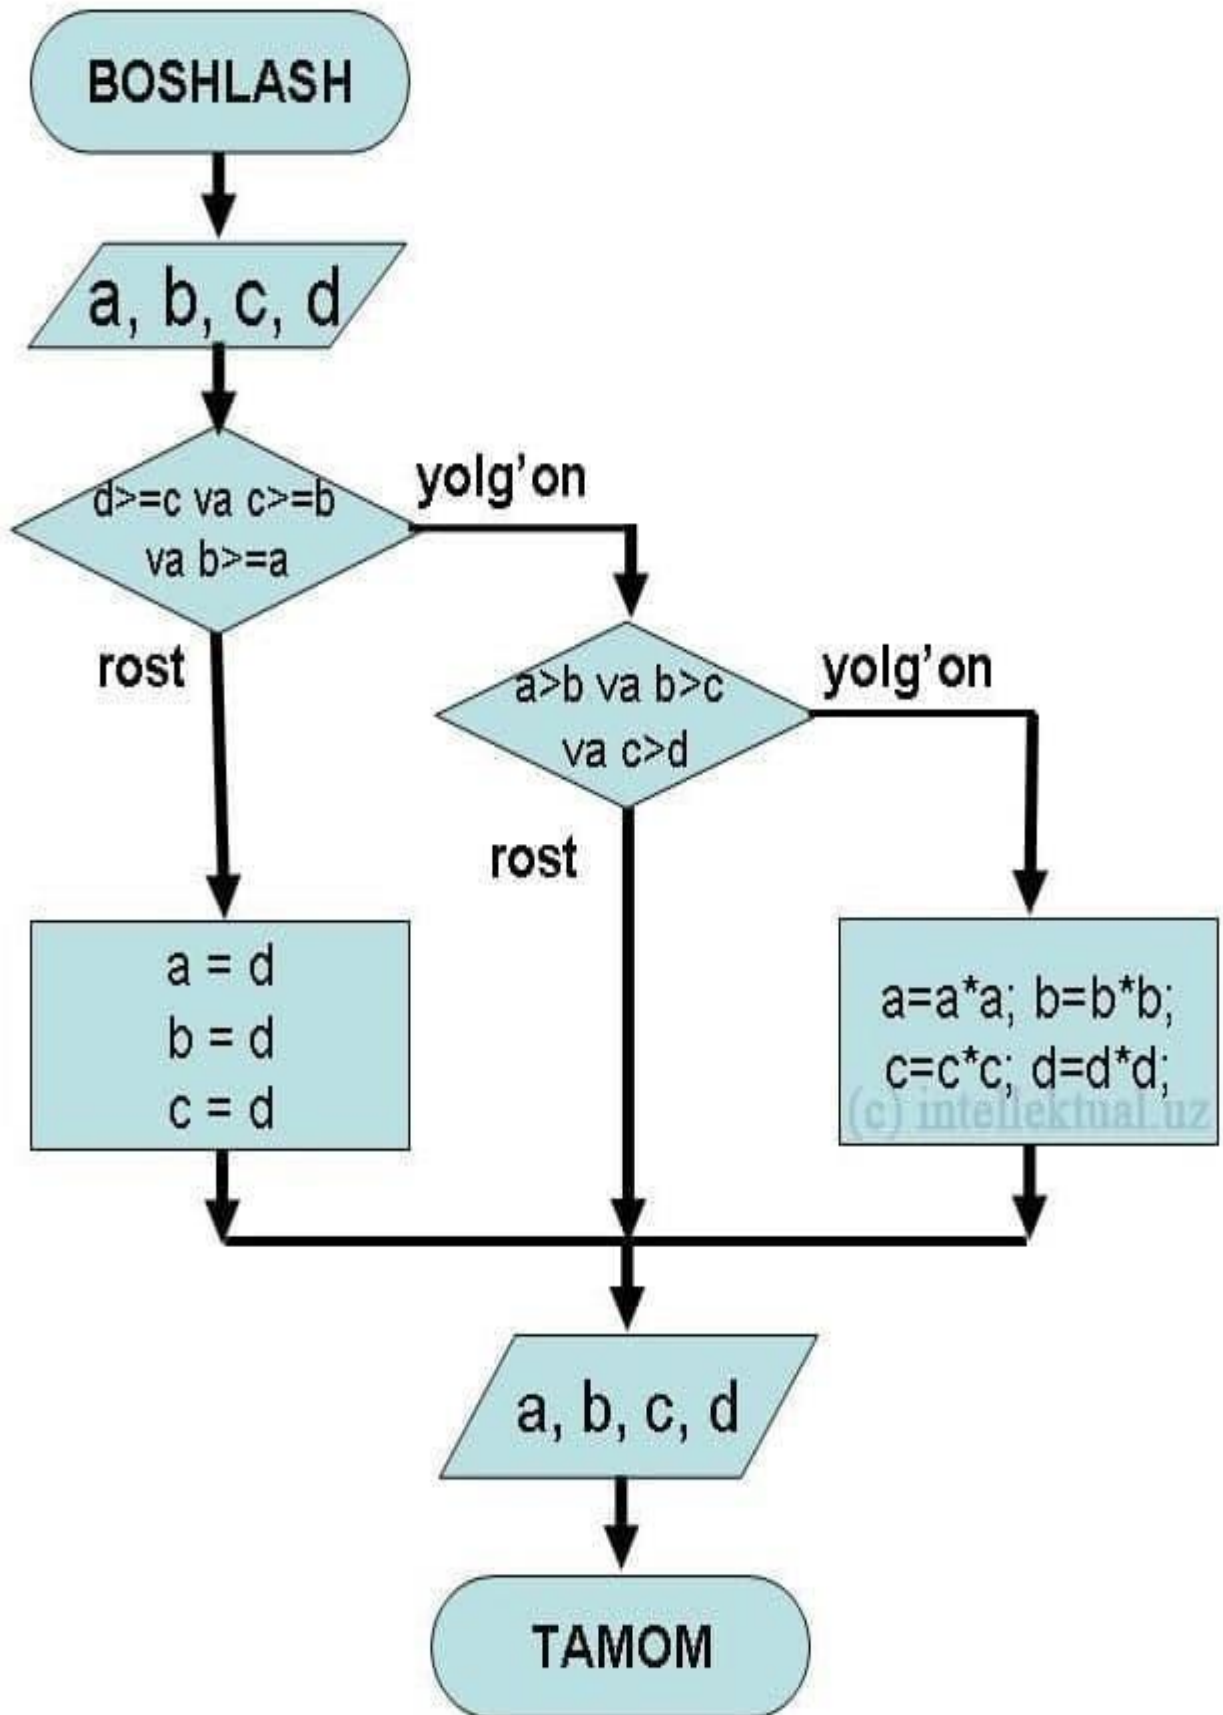 BOSHLASH
a, b, c, d
d>=c va c>=b
va b>=a
yolg’on
rost
a>b va b>c
va c>d
yolg’on
rost
a = d
b = d
c = d
a=a*a; b=b*b;
c=c*c; d=d*d;
(c) intellektual.uz
a, b, c, d
TAMOM